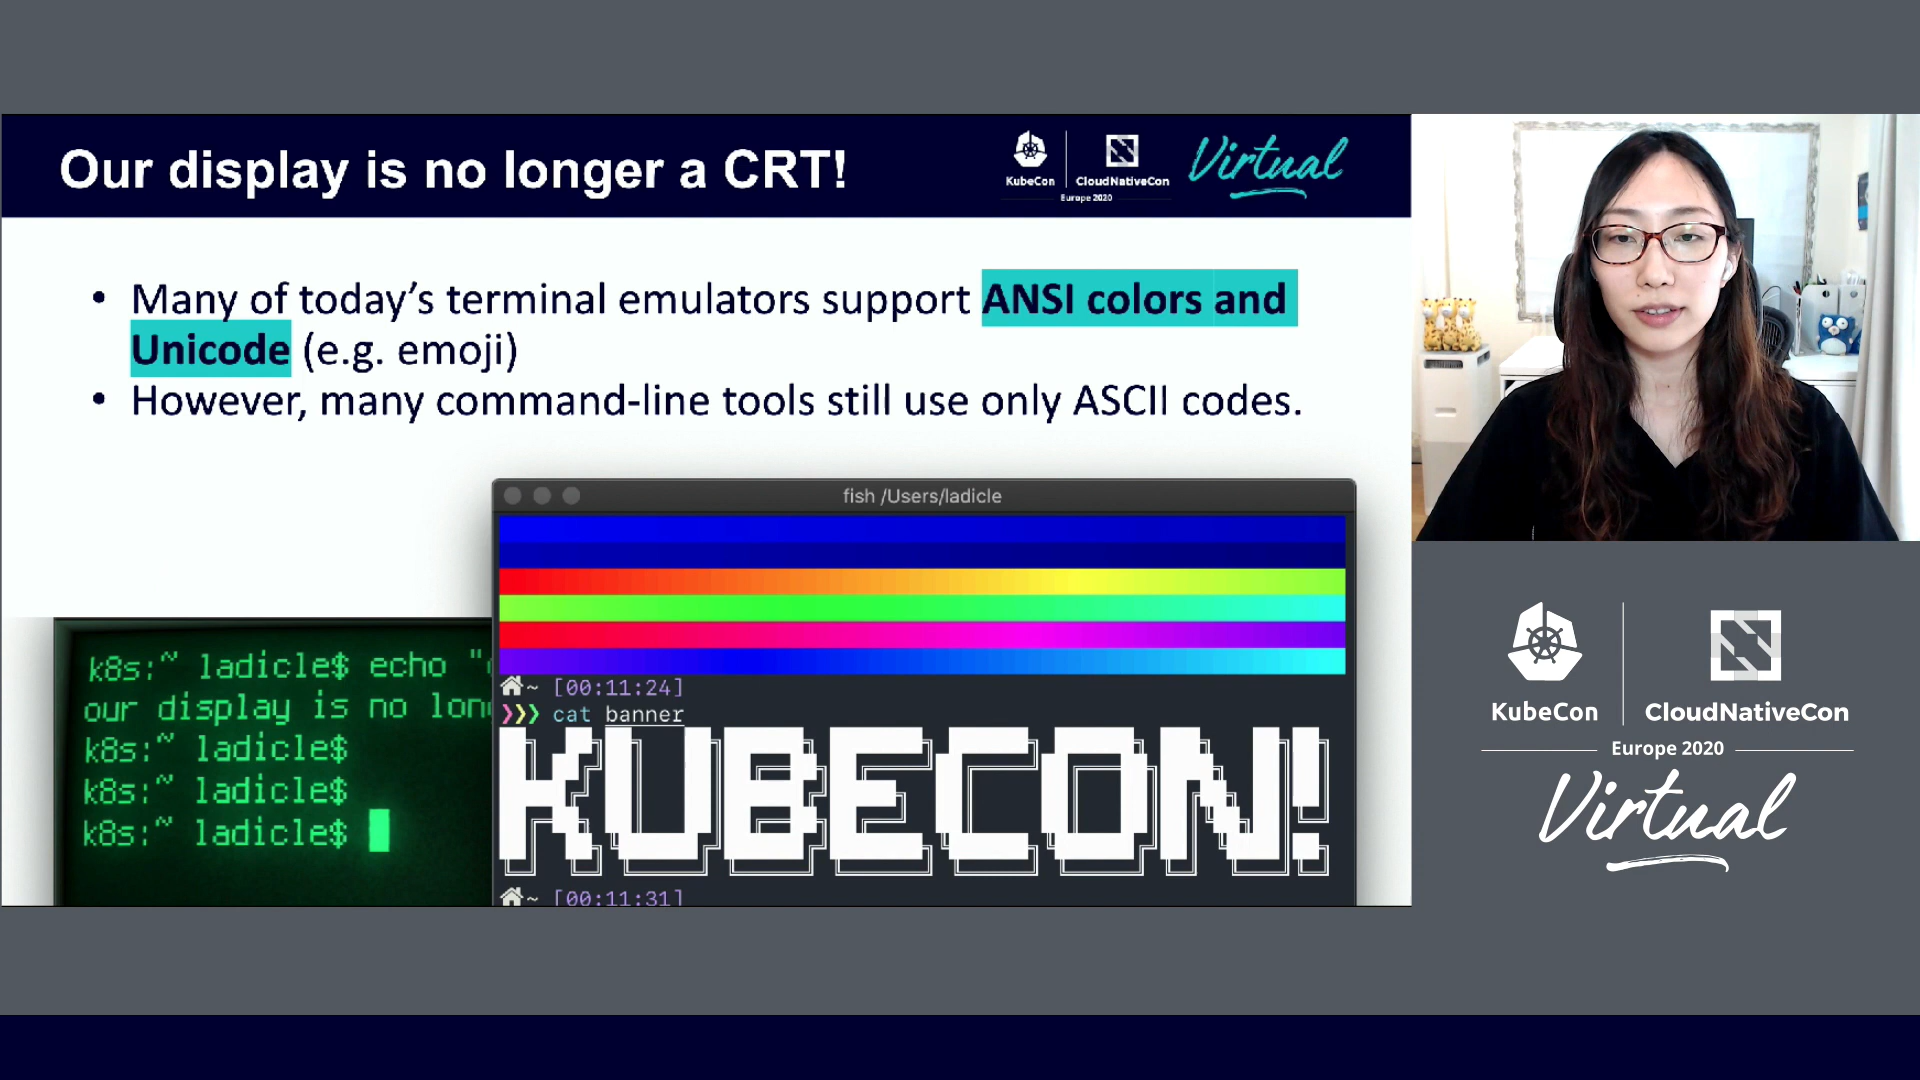 Our display is no longer a CRT!
KubeCon
CloudNativeCon
Europe 2020
Virtual
• Many of today’s terminal emulators support ANSI colors and
Unicode (e.g. emoji)
• However, many command-line tools still use only ASCII codes.
k8s:~ ladicle$ echo "
our display is no lon
k8s:~ ladicle$
k8s:~ ladicle$
k8s:~ ladicle$
fish /Users/ladicle
~ [00:11:24]
❯❯❯ cat banner
KUBECON!
~ [00:11:31]
KubeCon
CloudNativeCon
Europe 2020
Virtual